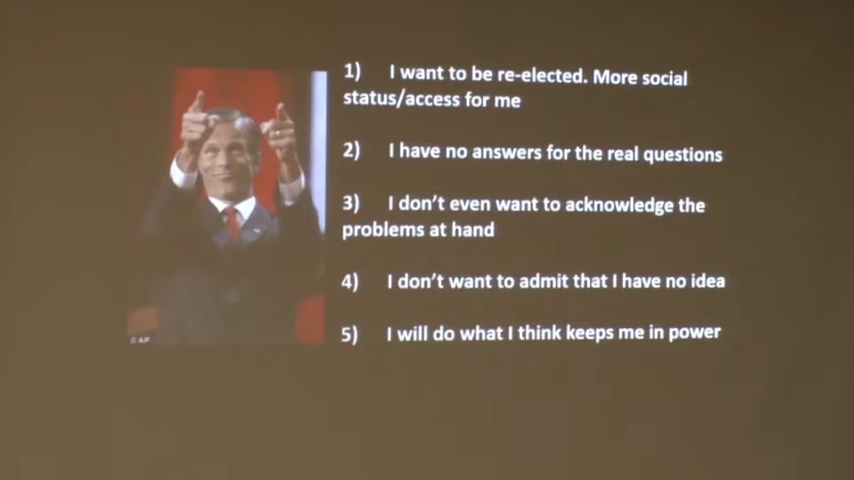 1) I want to be re-elected. More social
status/access for me
2) I have no answers for the real questions
3) I don't even want to acknowledge the
problems at hand
4) I don't want to admit that I have no idea
5) I will do what I think keeps me in power
© AP